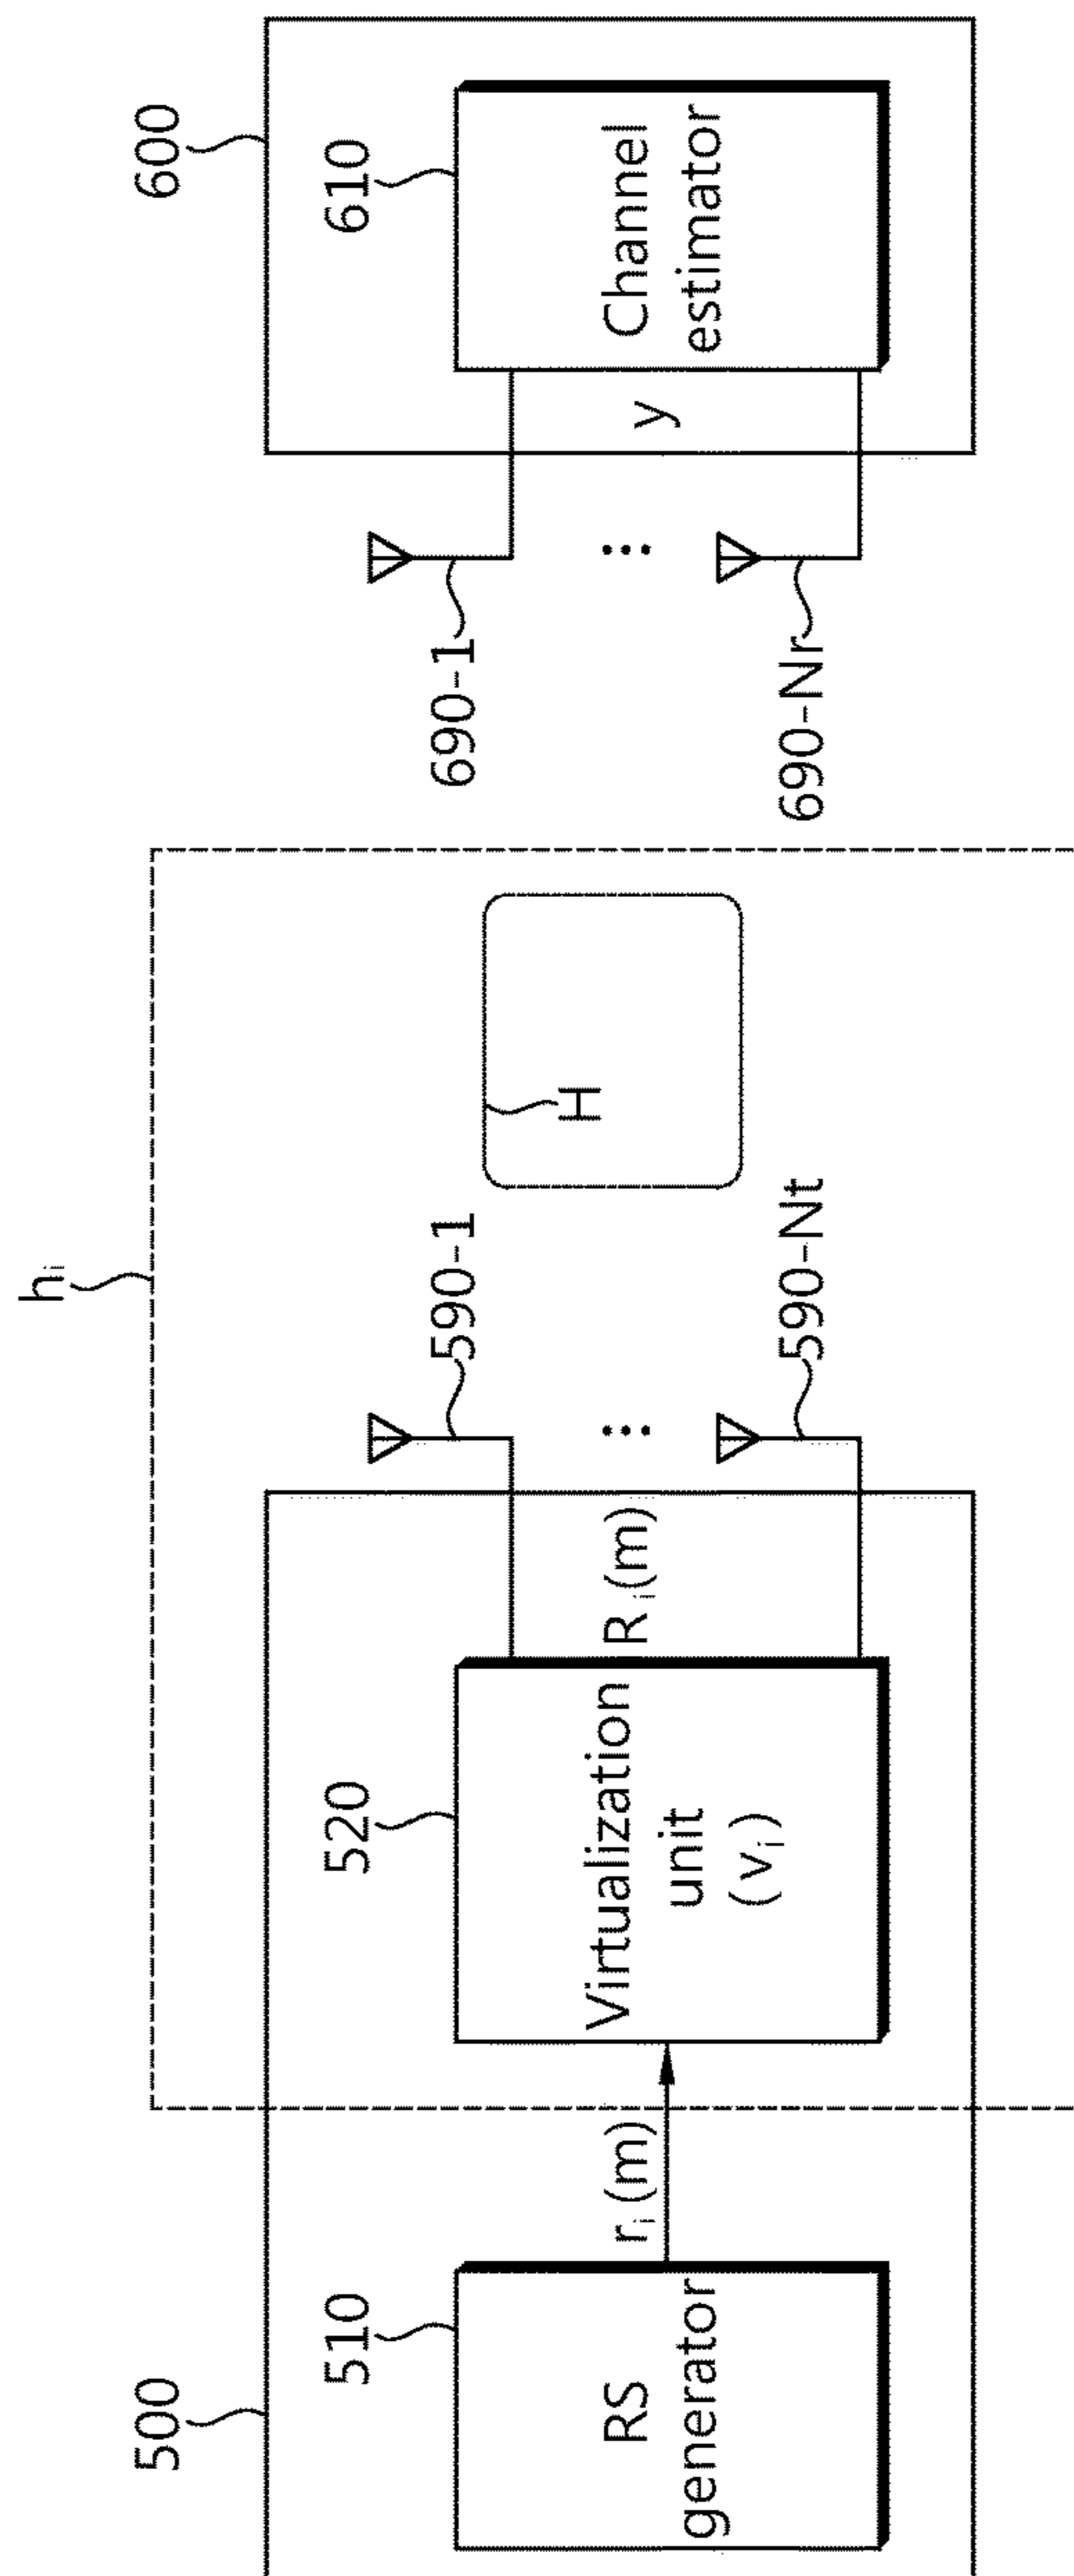 500
510
RS
generator
rᵢ (m)
520
Virtualization
unit
(vᵢ)
Rᵢ(m)
hᵢ
590-1
⋮
590-Nt
H
690-1
⋮
690-Nr
600
610
y
Channel
estimator